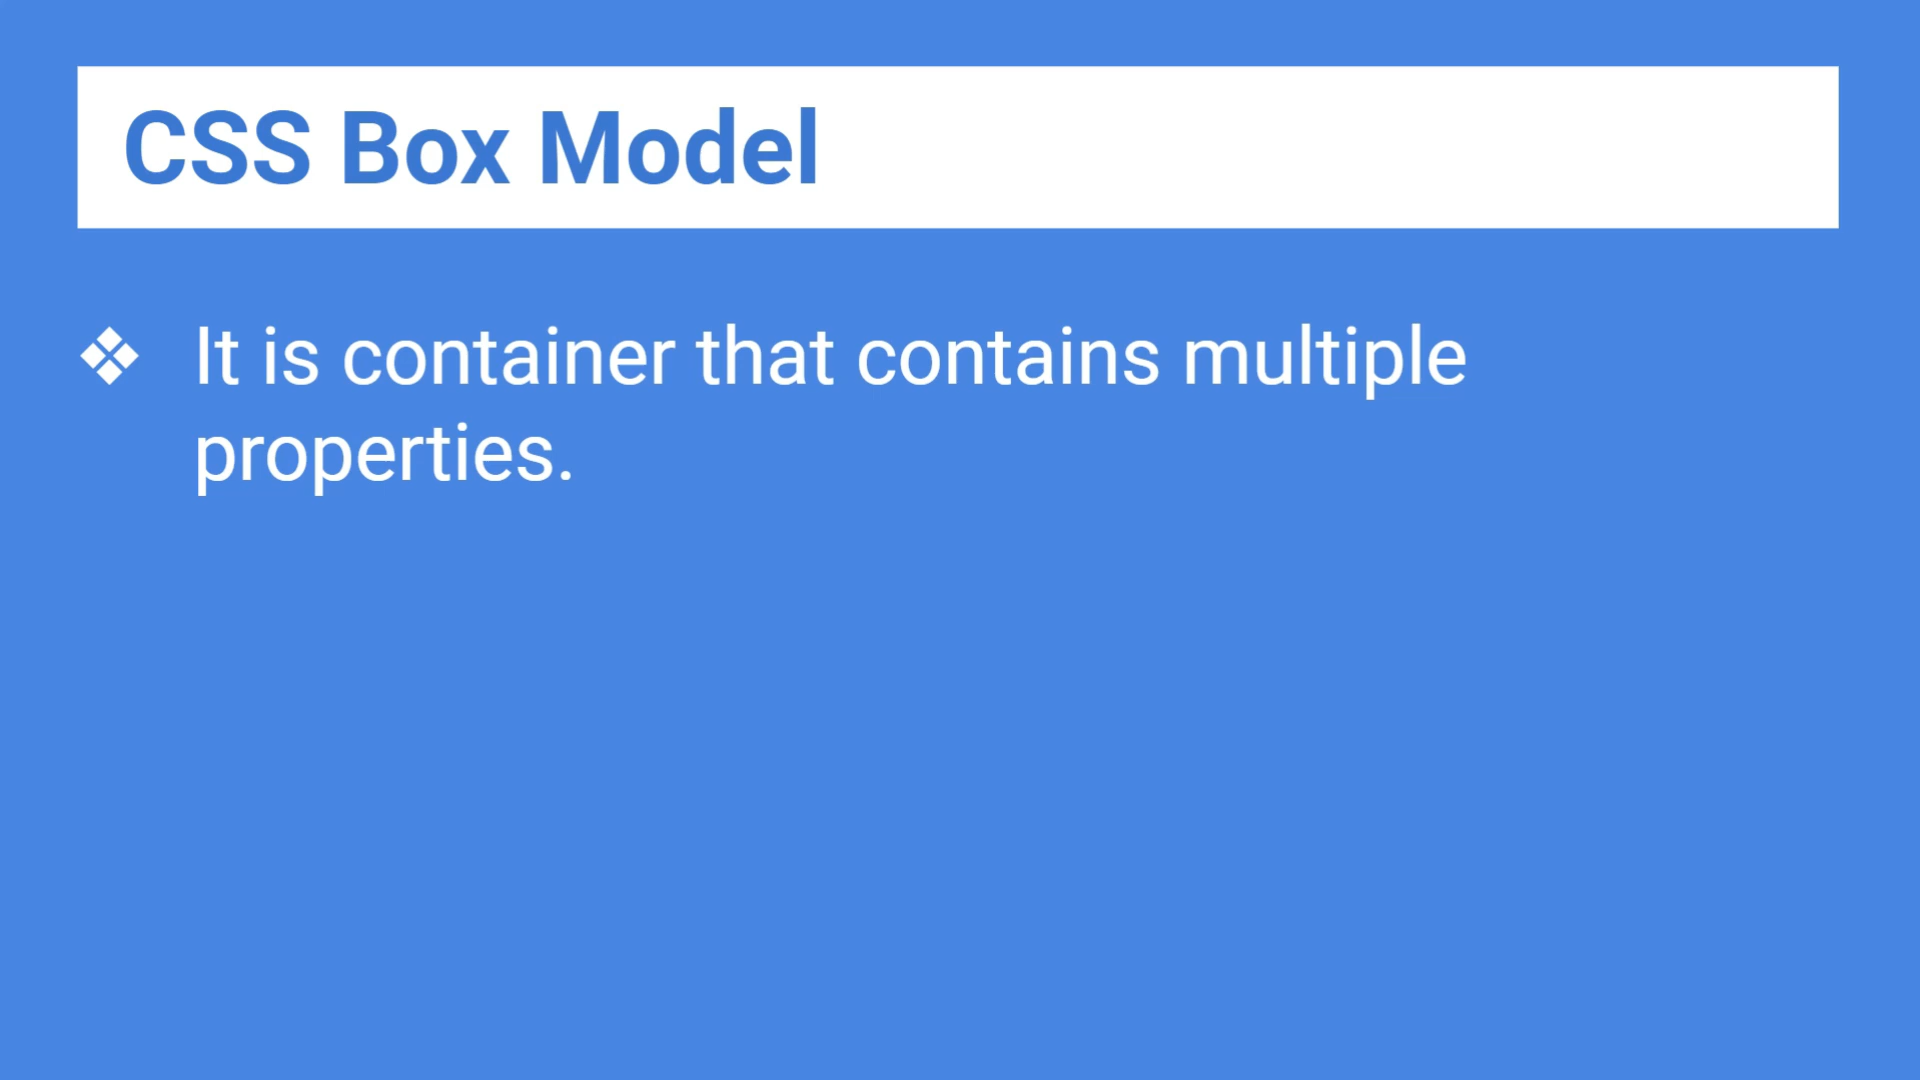 CSS Box Model
❖ It is container that contains multiple
properties.